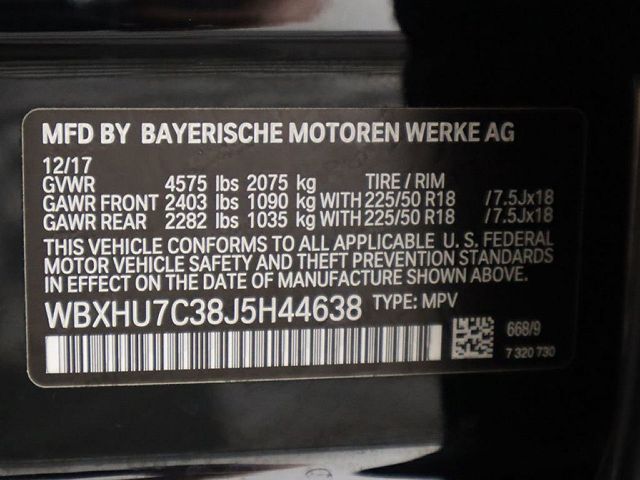 MFD BY BAYERISCHE MOTOREN WERKE AG
12/17
GVWR 4575 lbs 2075 kg TIRE / RIM
GAWR FRONT 2403 lbs 1090 kg WITH 225/50 R18 /7.5Jx18
GAWR REAR 2282 lbs 1035 kg WITH 225/50 R18 /7.5Jx18
THIS VEHICLE CONFORMS TO ALL APPLICABLE U. S. FEDERAL
MOTOR VEHICLE SAFETY AND THEFT PREVENTION STANDARDS
IN EFFECT ON THE DATE OF MANUFACTURE SHOWN ABOVE.
WBXHU7C38J5H44638 TYPE: MPV
668/9
7 320 730